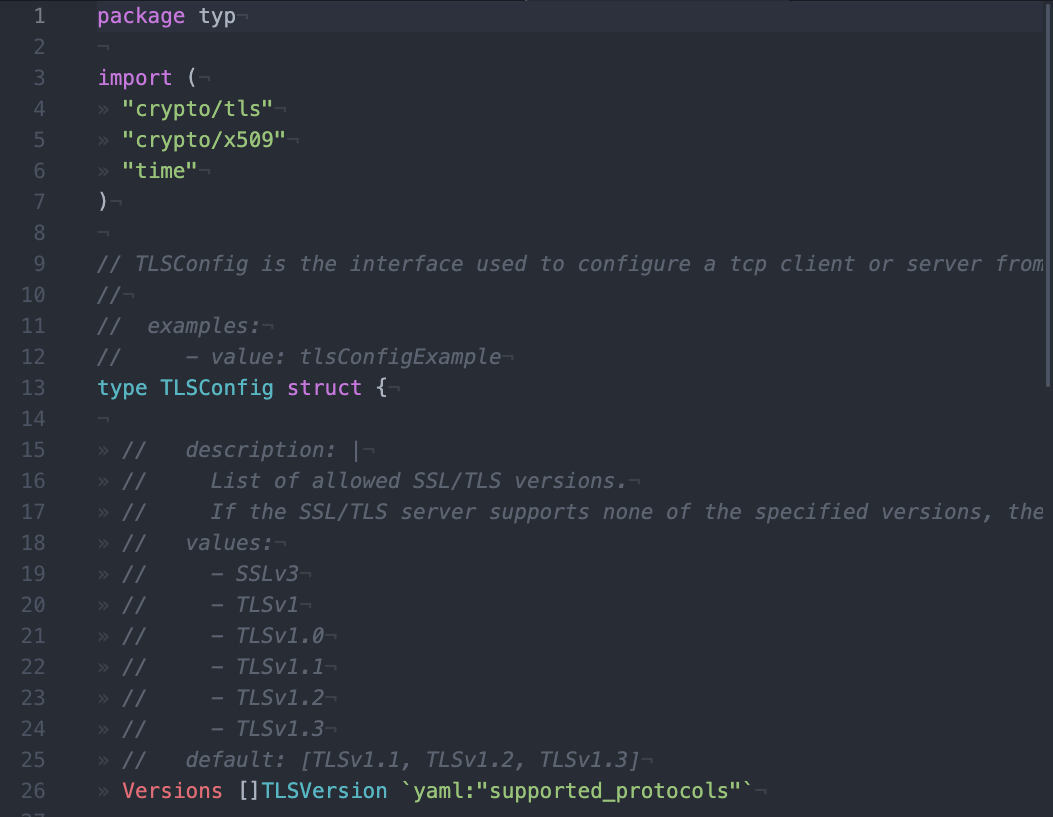 1 package typ¬
2 ¬
3 import (¬
4 » "crypto/tls"¬
5 » "crypto/x509"¬
6 » "time"¬
7 )¬
8 ¬
9 // TLSConfig is the interface used to configure a tcp client or server from
10 //¬
11 //  examples:¬
12 //     - value: tlsConfigExample¬
13 type TLSConfig struct {¬
14 ¬
15 » //   description: |¬
16 » //     List of allowed SSL/TLS versions.¬
17 » //     If the SSL/TLS server supports none of the specified versions, the
18 » //   values:¬
19 » //     - SSLv3¬
20 » //     - TLSv1¬
21 » //     - TLSv1.0¬
22 » //     - TLSv1.1¬
23 » //     - TLSv1.2¬
24 » //     - TLSv1.3¬
25 » //   default: [TLSv1.1, TLSv1.2, TLSv1.3]¬
26 » Versions []TLSVersion `yaml:"supported_protocols"`¬